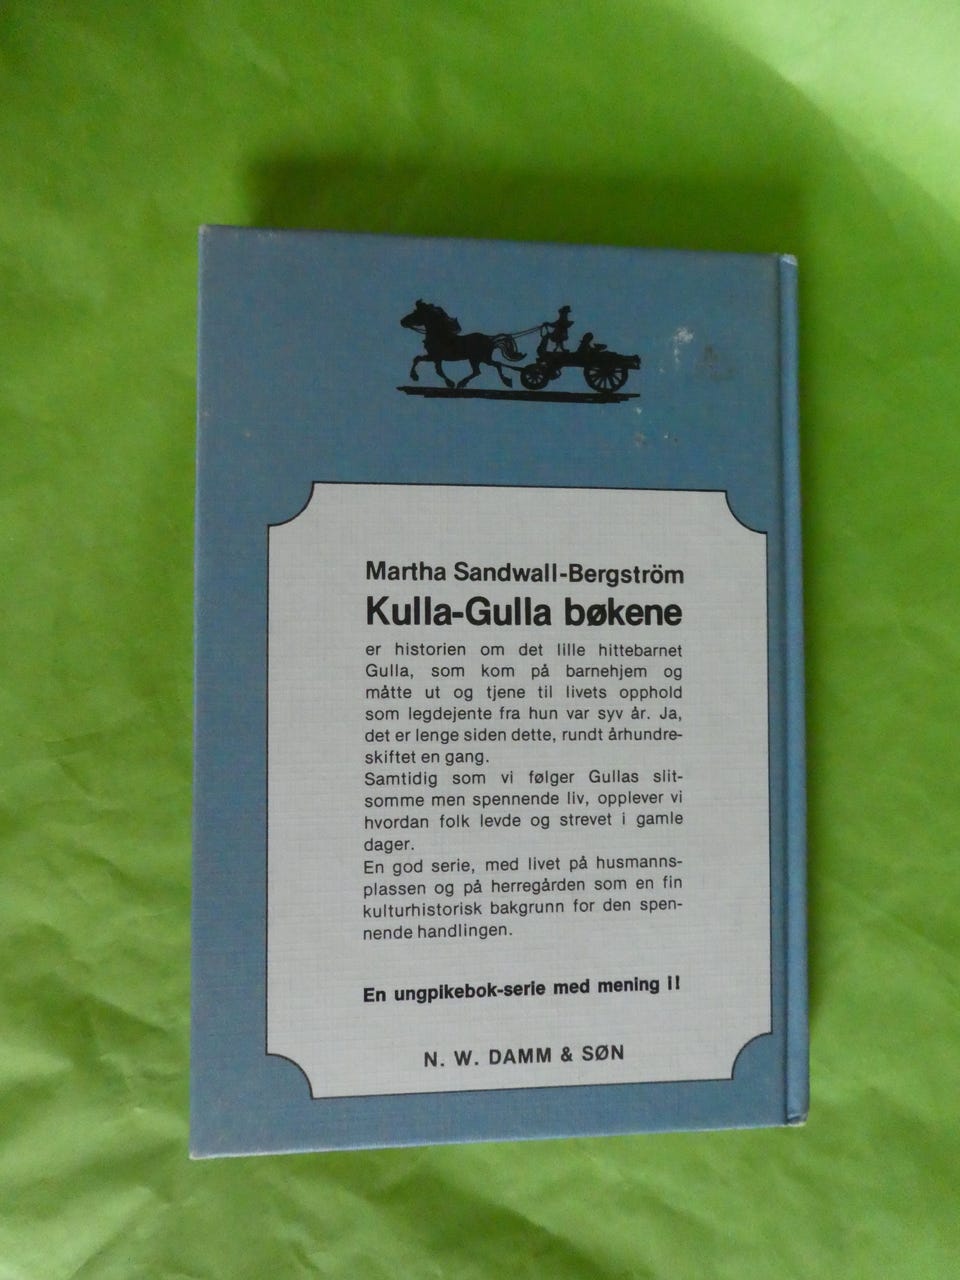 Martha Sandwall-Bergström
Kulla-Gulla bøkene
er historien om det lille hittebarnet
Gulla, som kom på barnehjem og
måtte ut og tjene til livets opphold
som legdejente fra hun var syv år. Ja,
det er lenge siden dette, rundt århundre-
skiftet en gang.
Samtidig som vi følger Gullas slit-
somme men spennende liv, opplever vi
hvordan folk levde og strevet i gamle
dager.
En god serie, med livet på husmanns-
plassen og på herregården som en fin
kulturhistorisk bakgrunn for den spen-
nende handlingen.
En ungpikebok-serie med mening !!
N. W. DAMM & SØN